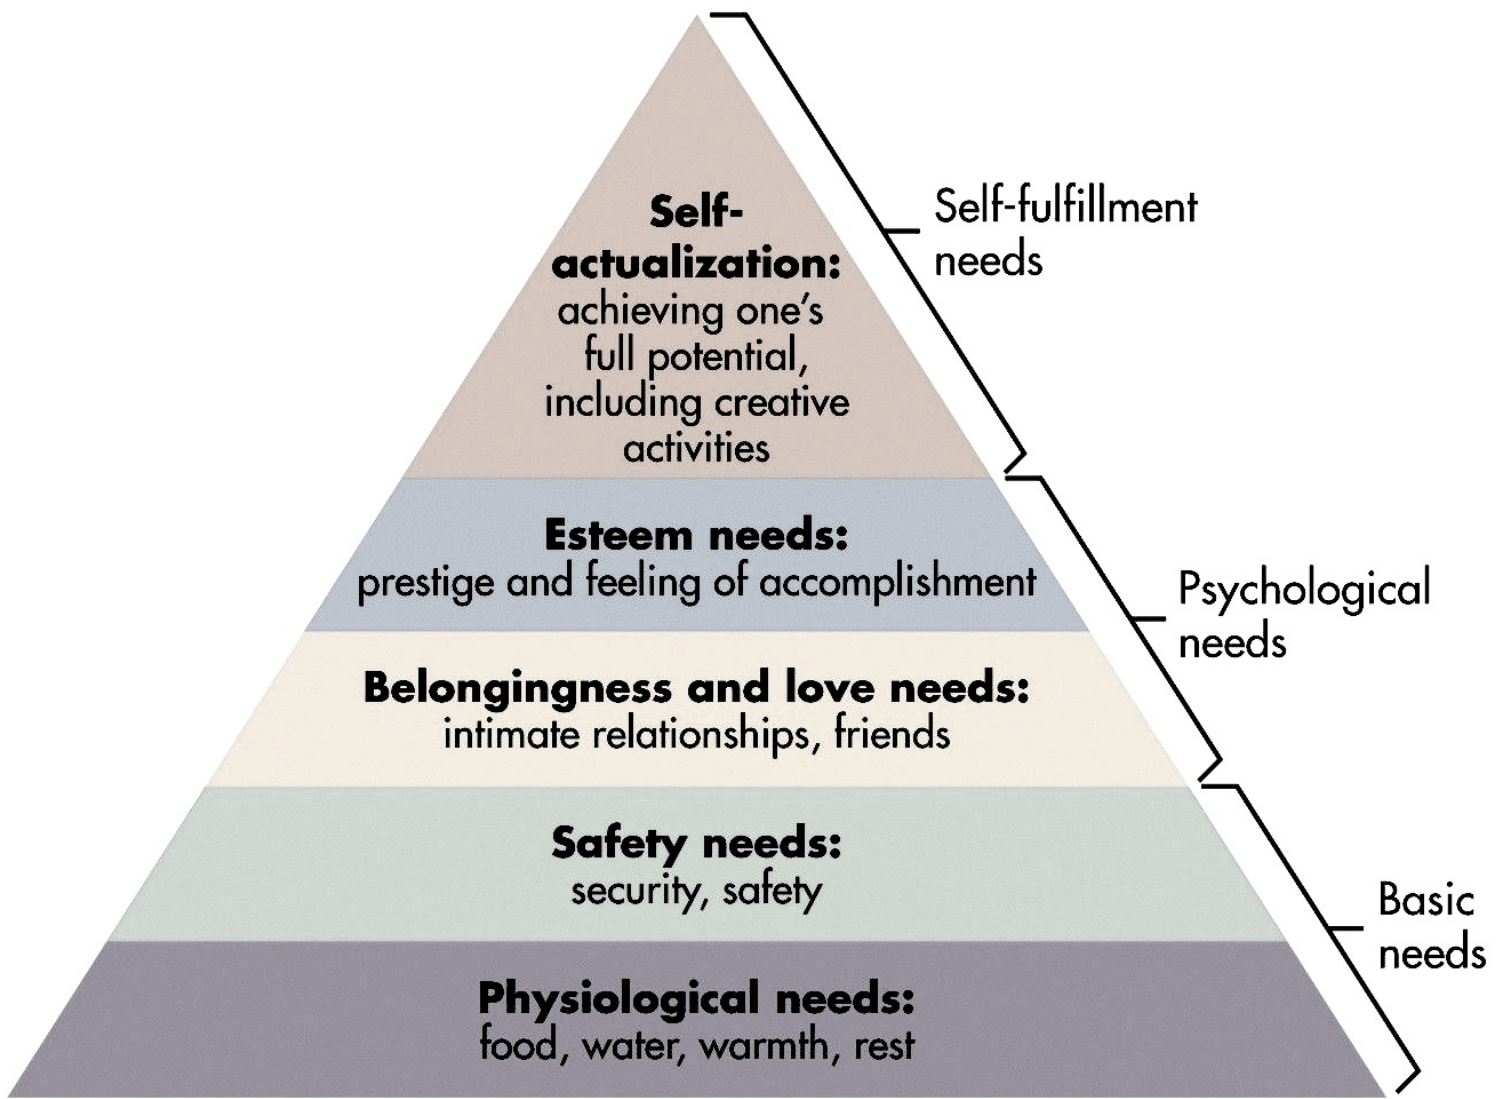 Self-
actualization:
achieving one's
full potential,
including creative
activities
Self-fulfillment
needs
Esteem needs:
prestige and feeling of accomplishment
Psychological
needs
Belongingness and love needs:
intimate relationships, friends
Safety needs:
security, safety
Basic
needs
Physiological needs:
food, water, warmth, rest